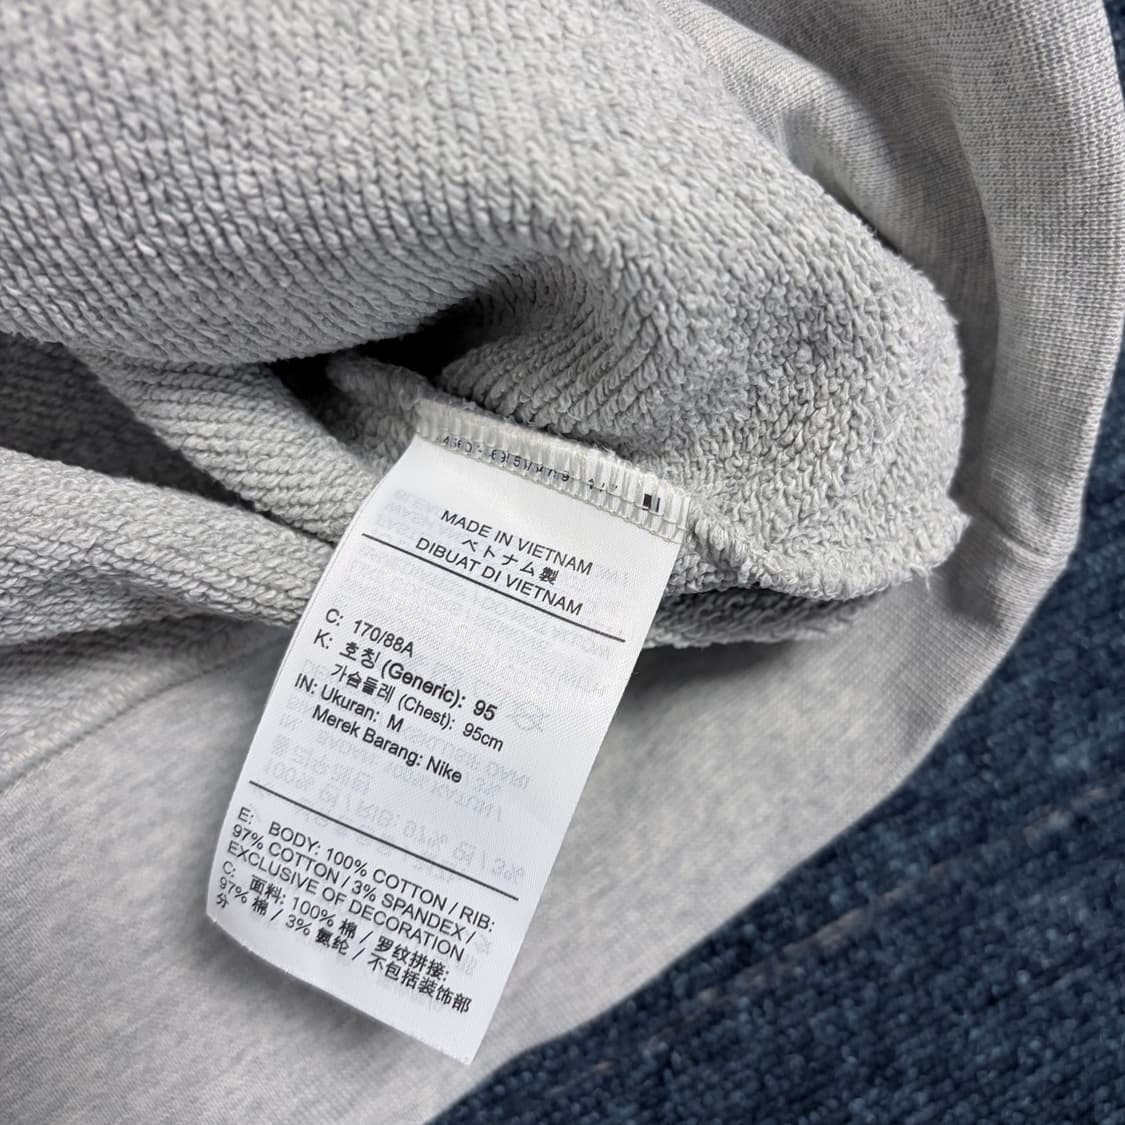 MADE IN VIETNAM
ベトナム製
DIBUAT DI VIETNAM
C: 170/88A
K: 호칭 (Generic): 95
가슴둘레 (Chest): 95cm
IN: Ukuran: M
Merek Barang: Nike
E: BODY: 100% COTTON / RIB:
97% COTTON / 3% SPANDEX /
EXCLUSIVE OF DECORATION
C: 面料: 100% 棉 / 罗纹拼接:
97% 棉 / 3% 氨纶 / 不包括装饰部
分